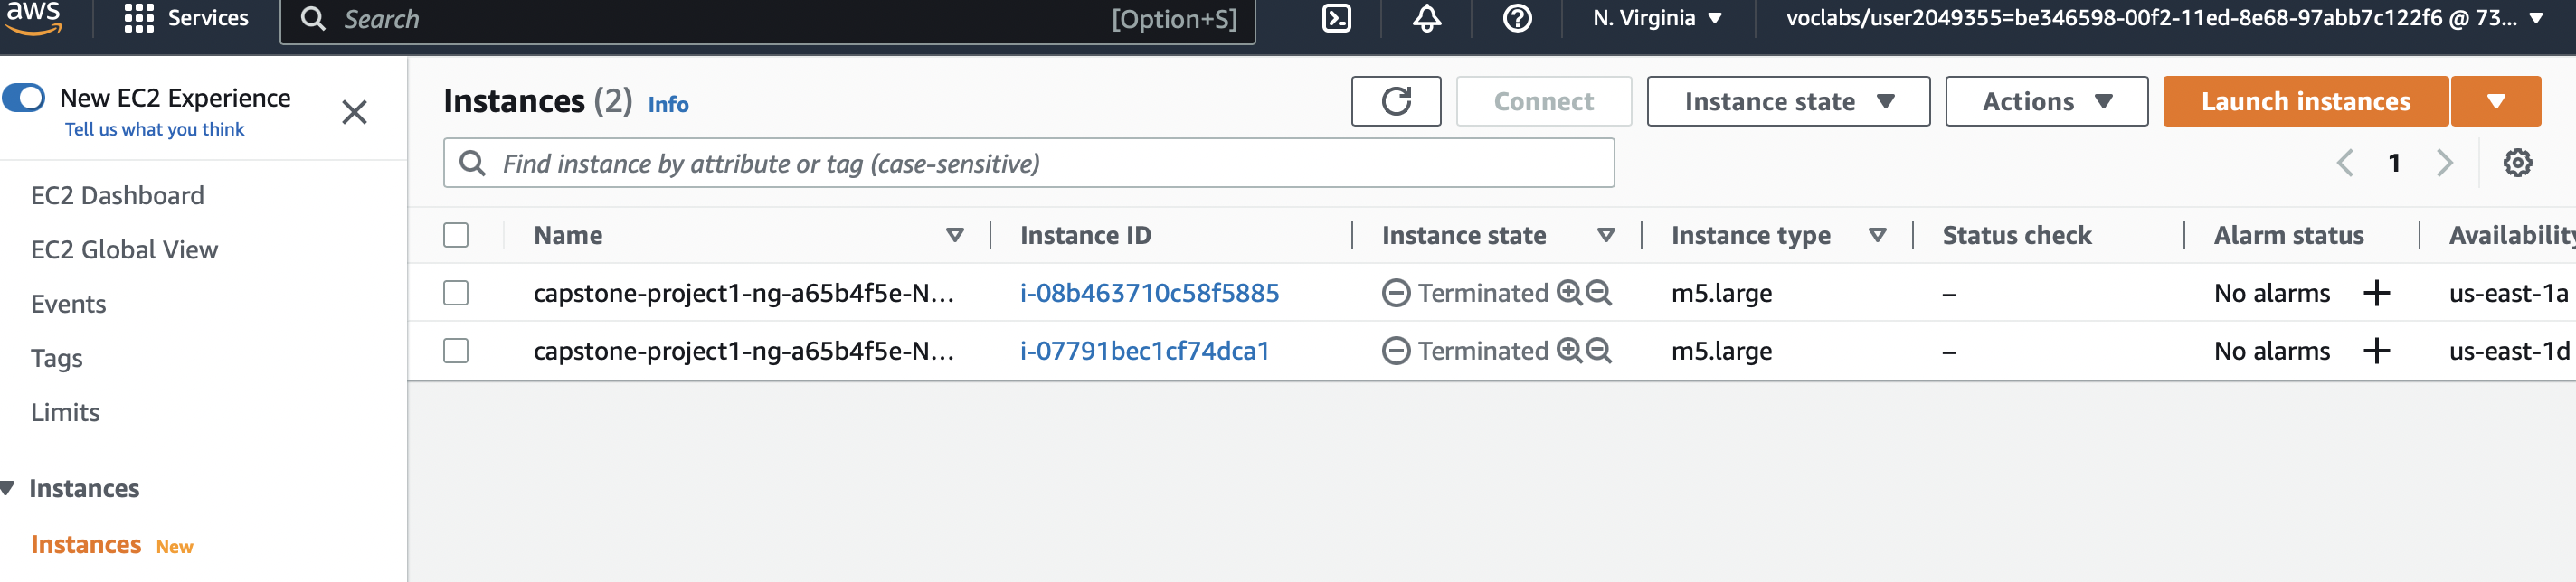 aws
Services
Search [Option+S]
N. Virginia
voclabs/user2049355=be346598-00f2-11ed-8e68-97abb7c122f6 @ 73...
New EC2 Experience
Tell us what you think
EC2 Dashboard
EC2 Global View
Events
Tags
Limits
Instances
Instances New
Instances (2) Info
Connect
Instance state
Actions
Launch instances
Find instance by attribute or tag (case-sensitive)
1
Name Instance ID Instance state Instance type Status check Alarm status Availability
capstone-project1-ng-a65b4f5e-N... i-08b463710c58f5885 Terminated m5.large – No alarms + us-east-1a
capstone-project1-ng-a65b4f5e-N... i-07791bec1cf74dca1 Terminated m5.large – No alarms + us-east-1d